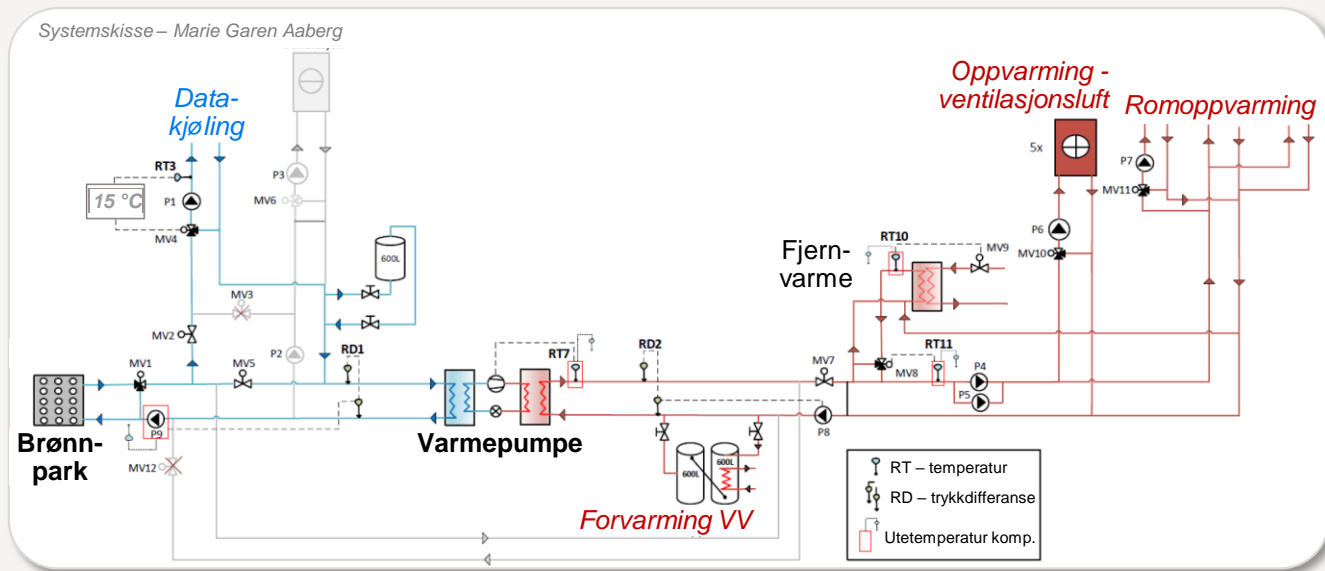 Systemskisse – Marie Garen Aaberg
Oppvarming -
ventilasjonsluft
Romoppvarming
Data-
kjøling
RT3
15 °C
P1
MV4
P3
MV6
5x
P7
MV11
P6
MV10
600L
Fjern-
varme
RT10
MV9
MV3
MV2
P2
MV1
MV5
RD1
RT7
RD2
MV7
MV8
RT11
P4
P5
P9
P8
Brønn-
park
MV12
Varmepumpe
600L
600L
Forvarming VV
RT – temperatur
RD – trykkdifferanse
Utetemperatur komp.